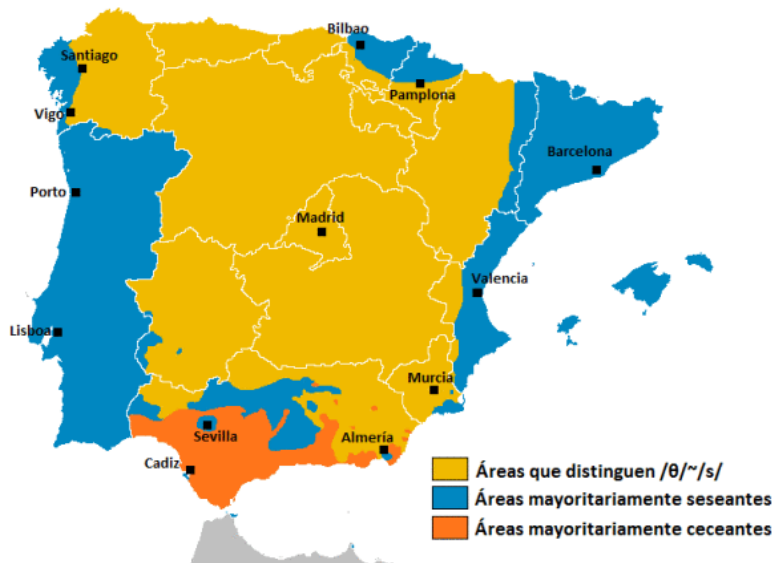 Bilbao
Santiago
Pamplona
Vigo
Barcelona
Porto
Madrid
Valencia
Lisboa
Murcia
Sevilla
Almería
Cadiz
Áreas que distinguen /θ/~/s/
Áreas mayoritariamente seseantes
Áreas mayoritariamente ceceantes